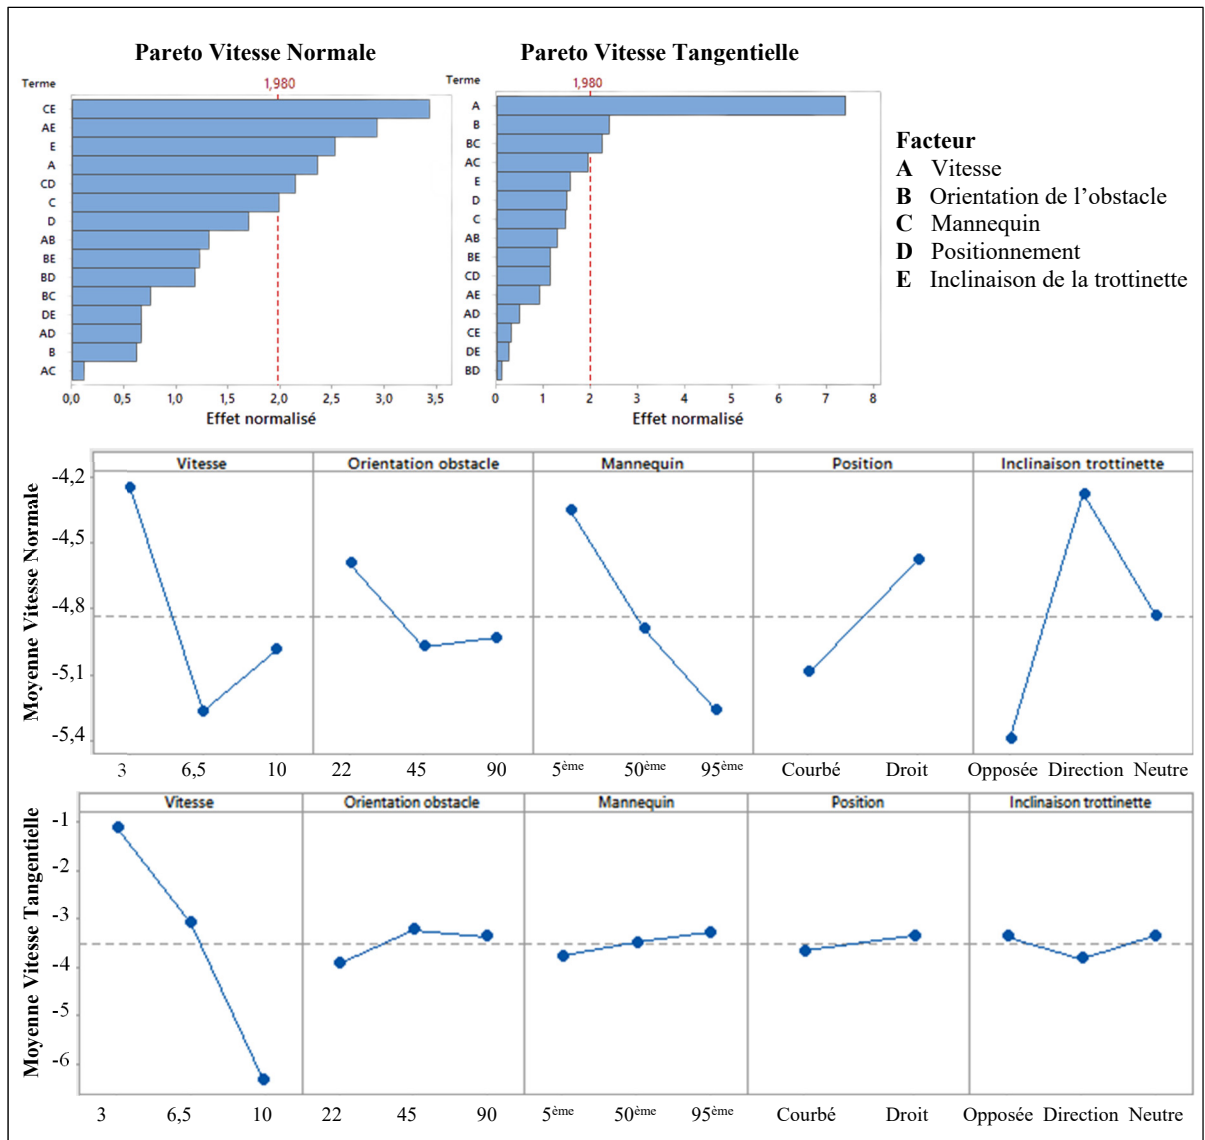 Pareto Vitesse Normale
Pareto Vitesse Tangentielle
Terme
1,980
CE
AE
E
A
CD
C
D
AB
BE
BD
BC
DE
AD
B
AC
0,0 0,5 1,0 1,5 2,0 2,5 3,0 3,5
Effet normalisé
Terme
1,980
A
B
BC
AC
E
D
C
AB
BE
CD
AE
AD
CE
DE
BD
0 1 2 3 4 5 6 7 8
Effet normalisé
Facteur
A Vitesse
B Orientation de l’obstacle
C Mannequin
D Positionnement
E Inclinaison de la trottinette
Moyenne Vitesse Normale
Vitesse Orientation obstacle Mannequin Position Inclinaison trottinette
-4,2
-4,5
-4,8
-5,1
-5,4
3 6,5 10 22 45 90 5ème 50ème 95ème Courbé Droit Opposée Direction Neutre
Moyenne Vitesse Tangentielle
Vitesse Orientation obstacle Mannequin Position Inclinaison trottinette
-1
-2
-3
-4
-5
-6
3 6,5 10 22 45 90 5ème 50ème 95ème Courbé Droit Opposée Direction Neutre